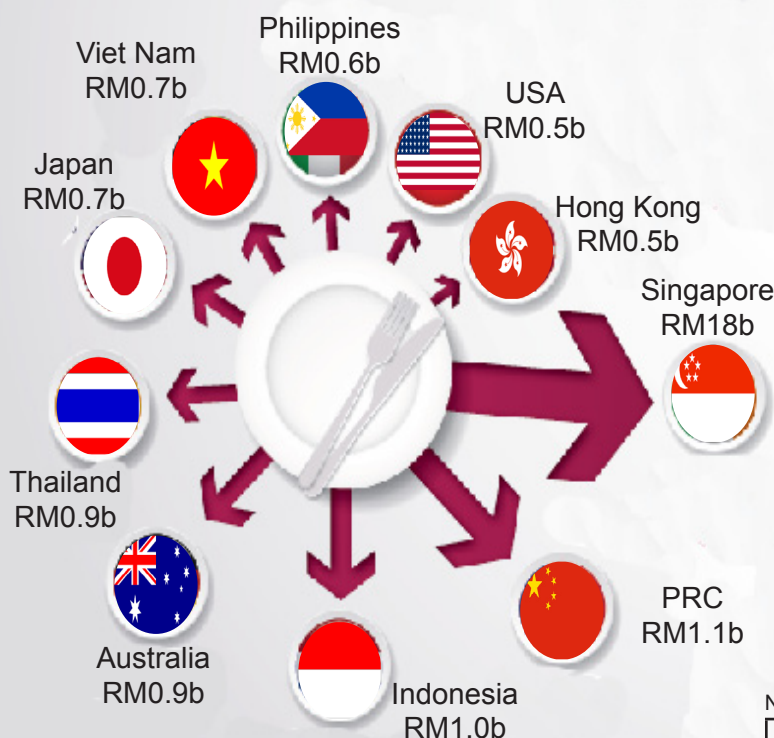 Philippines
RM0.6b
Viet Nam
RM0.7b
USA
RM0.5b
Japan
RM0.7b
Hong Kong
RM0.5b
Singapore
RM18b
Thailand
RM0.9b
PRC
RM1.1b
Australia
RM0.9b
Indonesia
RM1.0b